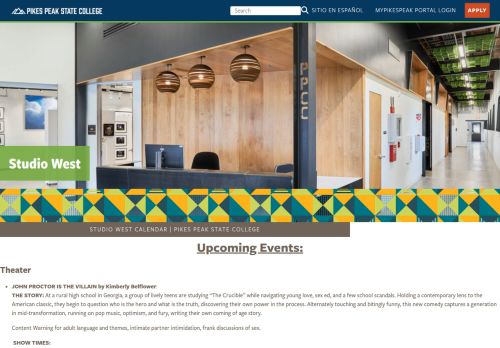 PIKES PEAK STATE COLLEGE
Search
SITIO EN ESPAÑOL
MYPIKESPEAK PORTAL LOGIN
APPLY
PPCC
Studio West
STUDIO WEST CALENDAR | PIKES PEAK STATE COLLEGE
Upcoming Events:
Theater
JOHN PROCTOR IS THE VILLAIN by Kimberly Belflower
THE STORY: At a rural high school in Georgia, a group of lively teens are studying "The Crucible" while navigating young love, sex ed, and a few school scandals. Holding a contemporary lens to the
American classic, they begin to question who is the hero and what is the truth, discovering their own power in the process. Alternately touching and bitingly funny, this new comedy captures a generation
in mid-transformation, running on pop music, optimism, and fury, writing their own coming of age story.
Content Warning for adult language and themes, intimate partner intimidation, frank discussions of sex.
SHOW TIMES: